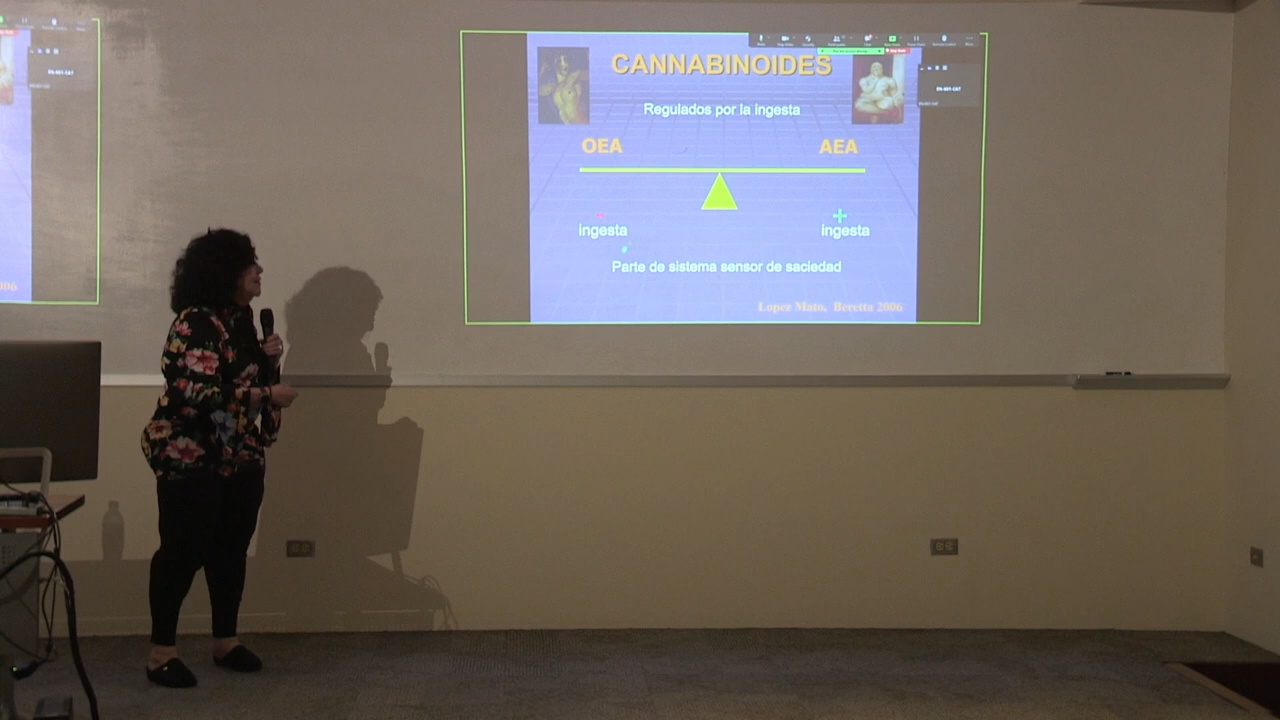 CANNABINOIDES
Regulados por la ingesta
OEA
AEA
- ingesta
+ ingesta
Parte de sistema sensor de saciedad
Lopez Mato, Beretta 2006
006